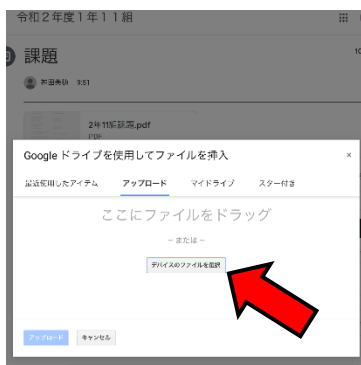 令和２年度１年１１組
課題
9:51
2年11組課題.pdf
PDF
Google ドライブを使用してファイルを挿入
×
最近使用したアイテム アップロード マイドライブ スター付き
ここにファイルをドラッグ
– または –
デバイスのファイルを選択
アップロード キャンセル